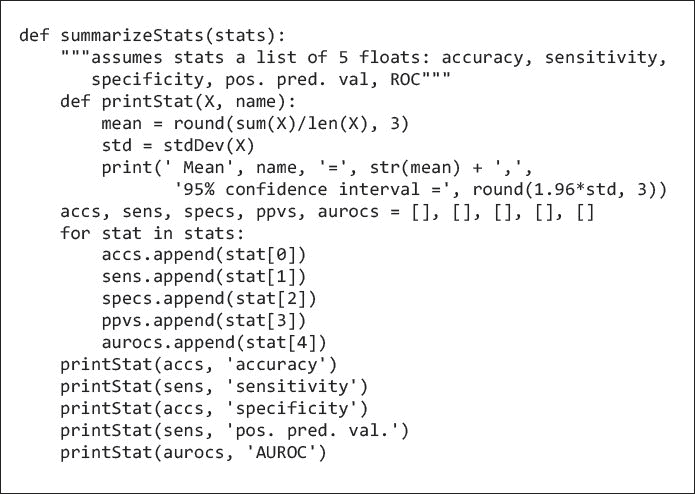 def summarizeStats(stats):
    """assumes stats a list of 5 floats: accuracy, sensitivity,
       specificity, pos. pred. val, ROC"""
    def printStat(X, name):
        mean = round(sum(X)/len(X), 3)
        std = stdDev(X)
        print(' Mean', name, '=', str(mean) + ',',
               '95% confidence interval =', round(1.96*std, 3))
    accs, sens, specs, ppvs, aurocs = [], [], [], [], []
    for stat in stats:
        accs.append(stat[0])
        sens.append(stat[1])
        specs.append(stat[2])
        ppvs.append(stat[3])
        aurocs.append(stat[4])
    printStat(accs, 'accuracy')
    printStat(sens, 'sensitivity')
    printStat(accs, 'specificity')
    printStat(sens, 'pos. pred. val.')
    printStat(aurocs, 'AUROC')